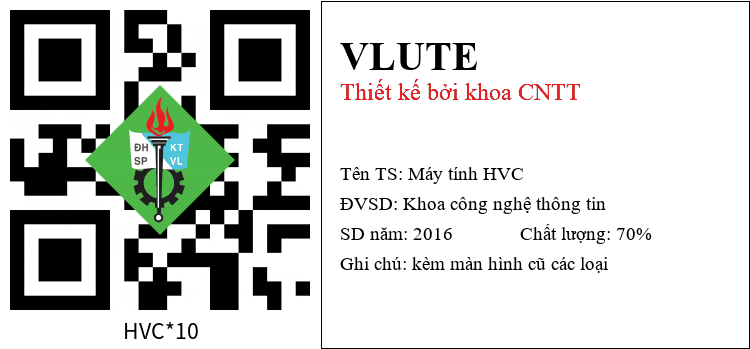 ĐH KT
SP VL
HVC*10
VLUTE
Thiết kế bởi khoa CNTT
Tên TS: Máy tính HVC
ĐVSD: Khoa công nghệ thông tin
SD năm: 2016 Chất lượng: 70%
Ghi chú: kèm màn hình cũ các loại